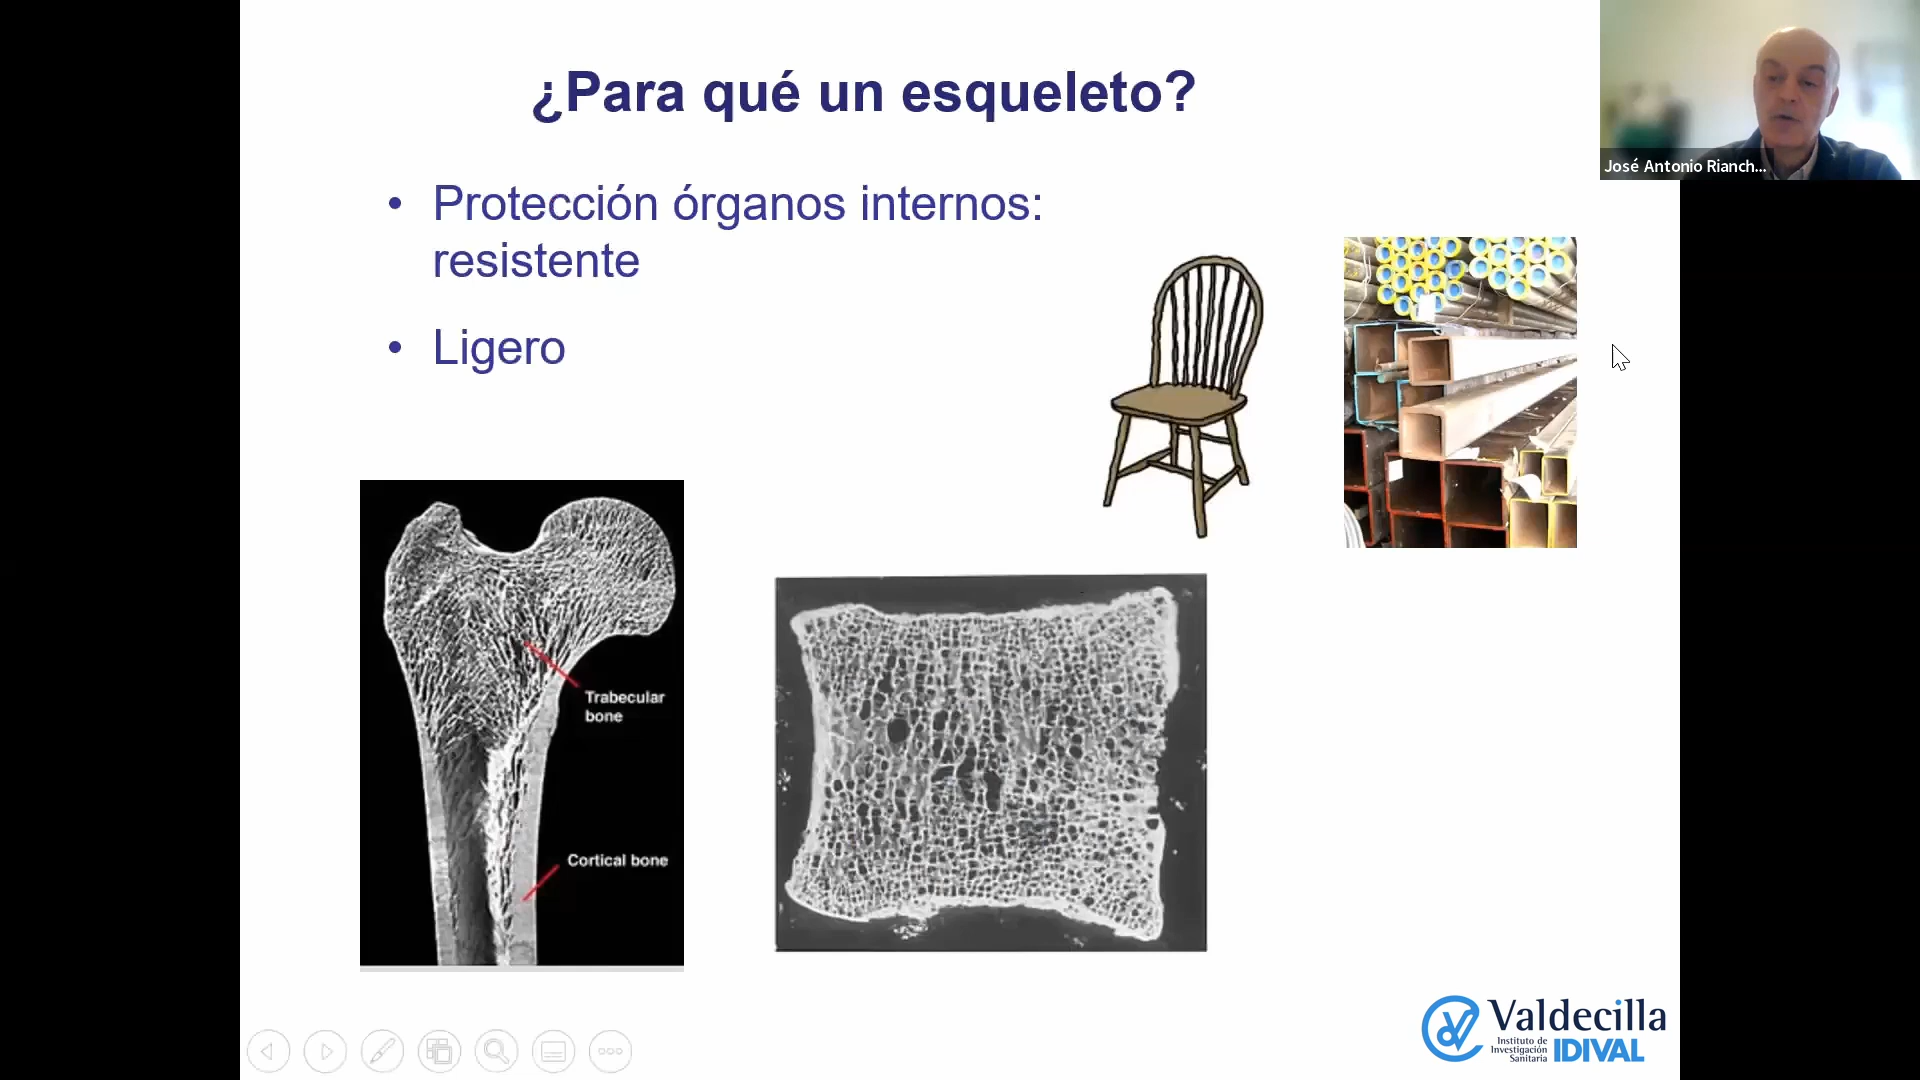 ¿Para qué un esqueleto?
José Antonio Rianch...
• Protección órganos internos:
resistente
• Ligero
Trabecular
bone
Cortical bone
Valdecilla
Instituto de
Investigación
Sanitaria
IDIVAL